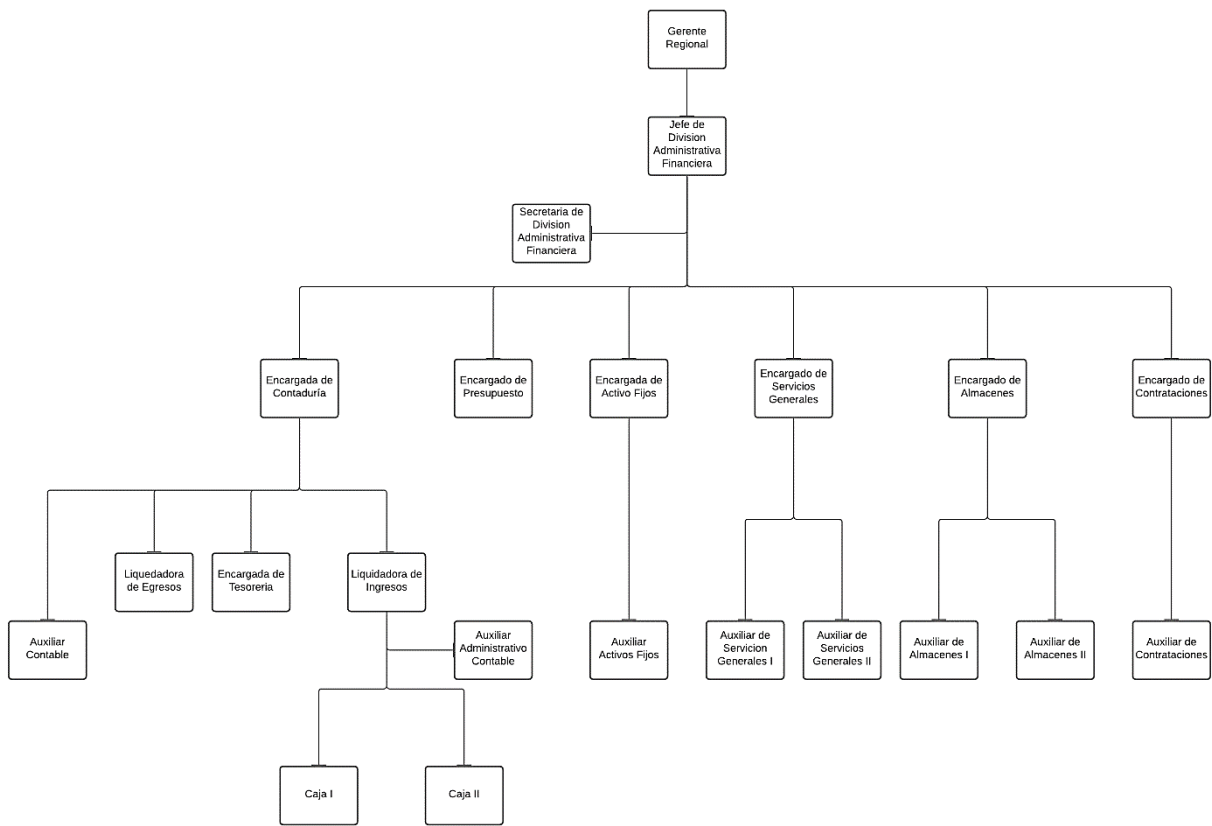 Gerente
Regional
Jefe de
Division
Administrativa
Financiera
Secretaria de
Division
Administrativa
Financiera
Encargada de
Contaduría
Encargado de
Presupuesto
Encargada de
Activo Fijos
Encargado de
Servicios
Generales
Encargado de
Almacenes
Encargado de
Contrataciones
Liquedadora
de Egresos
Encargada de
Tesoreria
Liquidadora de
Ingresos
Auxiliar
Contable
Auxiliar
Administrativo
Contable
Auxiliar
Activos Fijos
Auxiliar de
Servicion
Generales I
Auxiliar de
Servicios
Generales II
Auxiliar de
Almacenes I
Auxiliar de
Almacenes II
Auxiliar de
Contrataciones
Caja I
Caja II